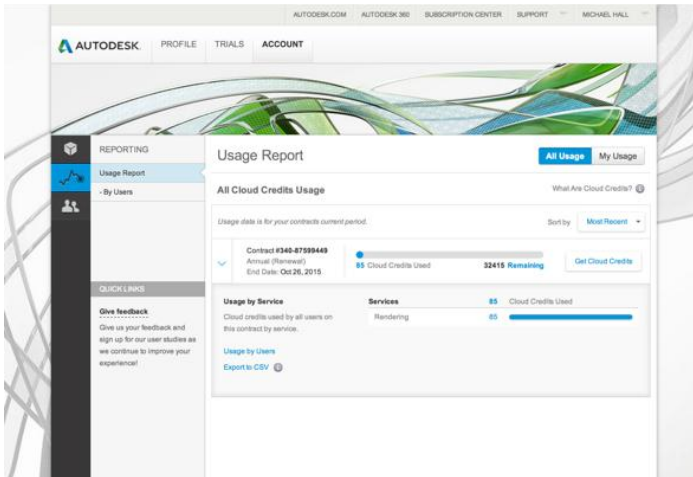 AUTODESK.COM AUTODESK 360 SUBSCRIPTION CENTER SUPPORT MICHAEL HALL
AUTODESK. PROFILE TRIALS ACCOUNT
REPORTING
Usage Report
- By Users
QUICK LINKS
Give feedback
Give us your feedback and
sign up for our user studies as
we continue to improve your
experience!
Usage Report
All Usage My Usage
All Cloud Credits Usage
What Are Cloud Credits?
Usage data is for your contracts current period.
Sort by Most Recent
Contract #340-87599449
Annual (Renewal)
End Date: Oct 26, 2015
85 Cloud Credits Used 32415 Remaining
Get Cloud Credits
Usage by Service
Cloud credits used by all users on
this contract by service.
Usage by Users
Export to CSV
Services 85 Cloud Credits Used
Rendering 85